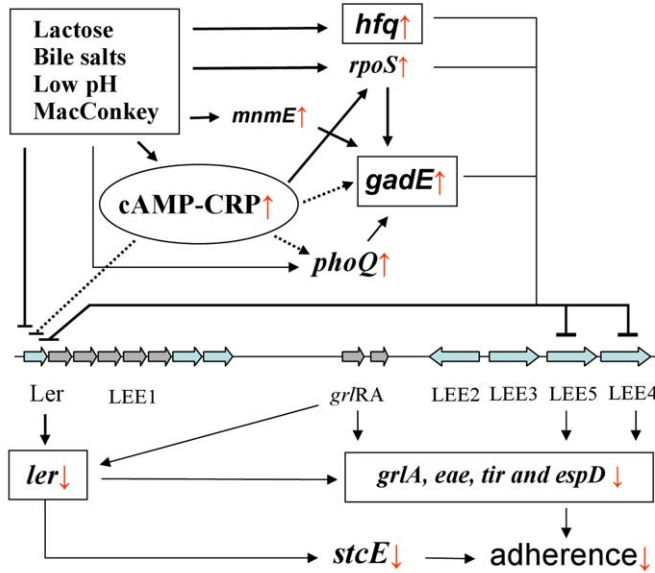 Lactose
Bile salts
Low pH
MacConkey
hfq↑
rpoS↑
mnmE↑
cAMP-CRP↑
gadE↑
phoQ↑
Ler LEE1 grlRA LEE2 LEE3 LEE5 LEE4
ler↓
grlA, eae, tir and espD ↓
stcE↓
adherence↓